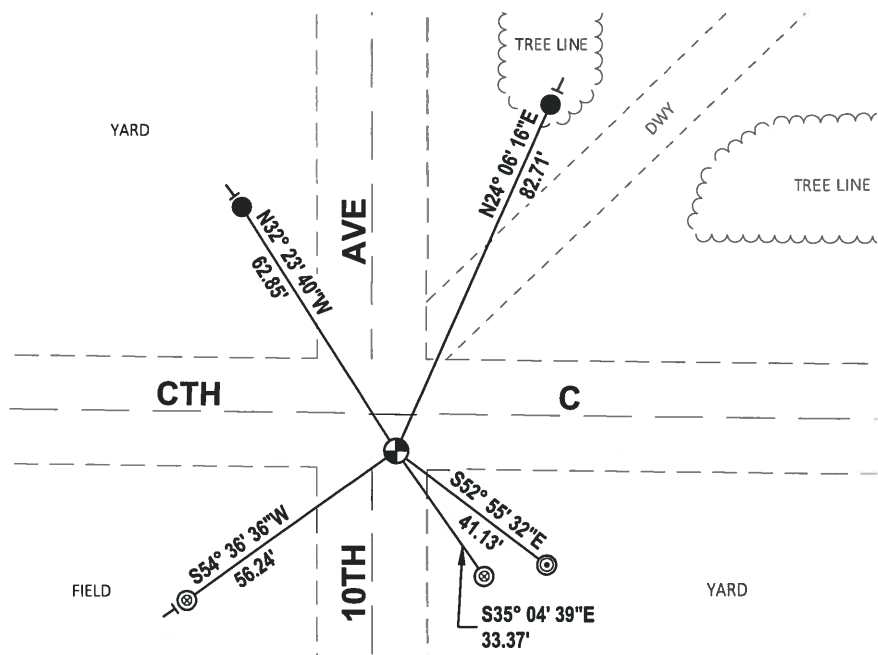 TREE LINE
DWY
YARD
N24° 06' 16"E
82.71'
TREE LINE
AVE
N32° 23' 40"W
62.85'
CTH
C
S52° 55' 32"E
41.13'
S54° 36' 36"W
56.24'
10TH
FIELD
YARD
S35° 04' 39"E
33.37'